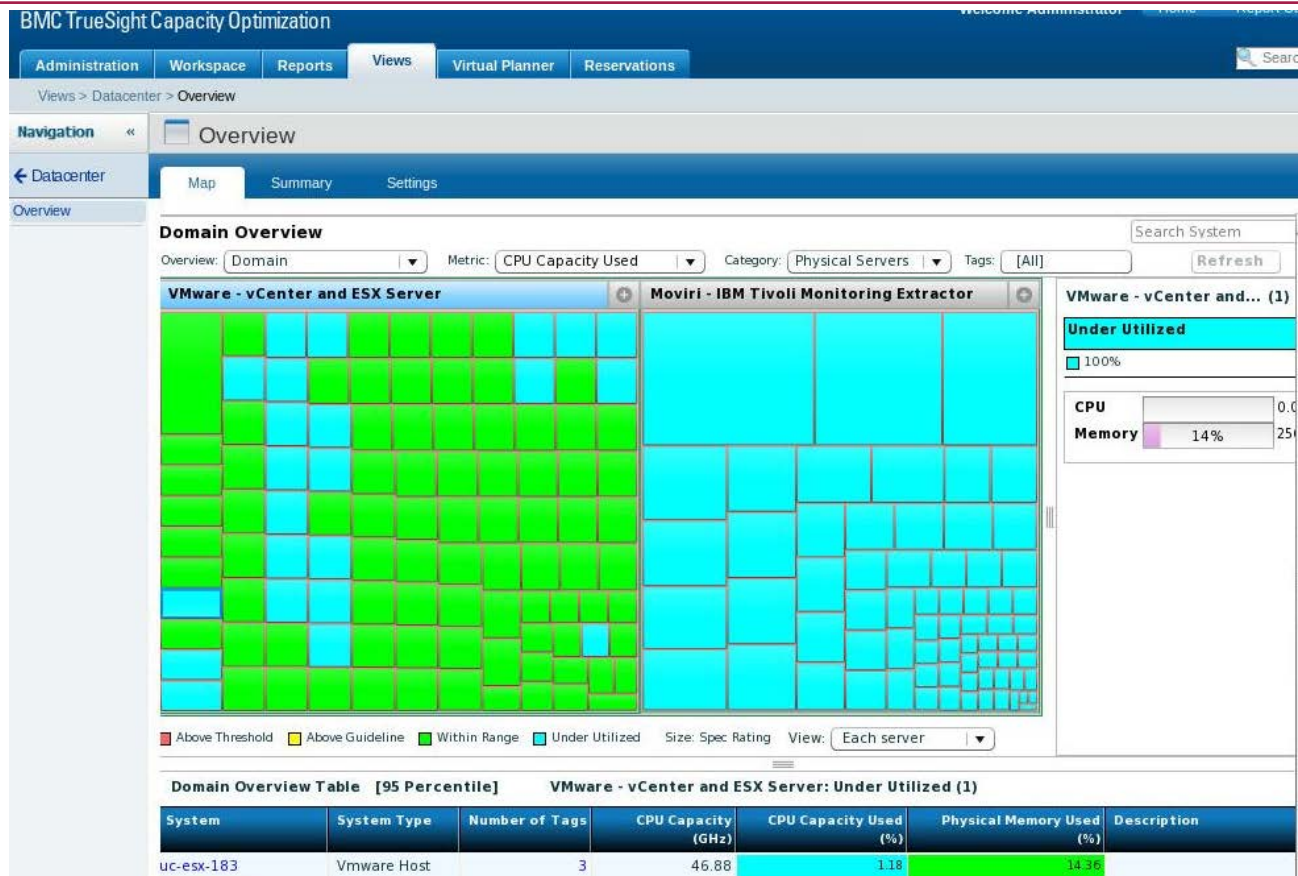 BMC TrueSight Capacity Optimization
Welcome Administrator Home
Administration Workspace Reports Views Virtual Planner Reservations
Views > Datacenter > Overview
Navigation «
Overview
Datacenter
Map Summary Settings
Overview
Domain Overview
Search System
Overview: Domain Metric: CPU Capacity Used Category: Physical Servers Tags: [All] Refresh
VMware - vCenter and ESX Server Moviri - IBM Tivoli Monitoring Extractor
VMware - vCenter and... (1)
Under Utilized
100%
CPU
Memory 14%
Above Threshold Above Guideline Within Range Under Utilized Size: Spec Rating View: Each server
Domain Overview Table [95 Percentile] VMware - vCenter and ESX Server: Under Utilized (1)
System System Type Number of Tags CPU Capacity (GHz) CPU Capacity Used (%) Physical Memory Used (%) Description
uc-esx-183 Vmware Host 3 46.88 1.18 14.36